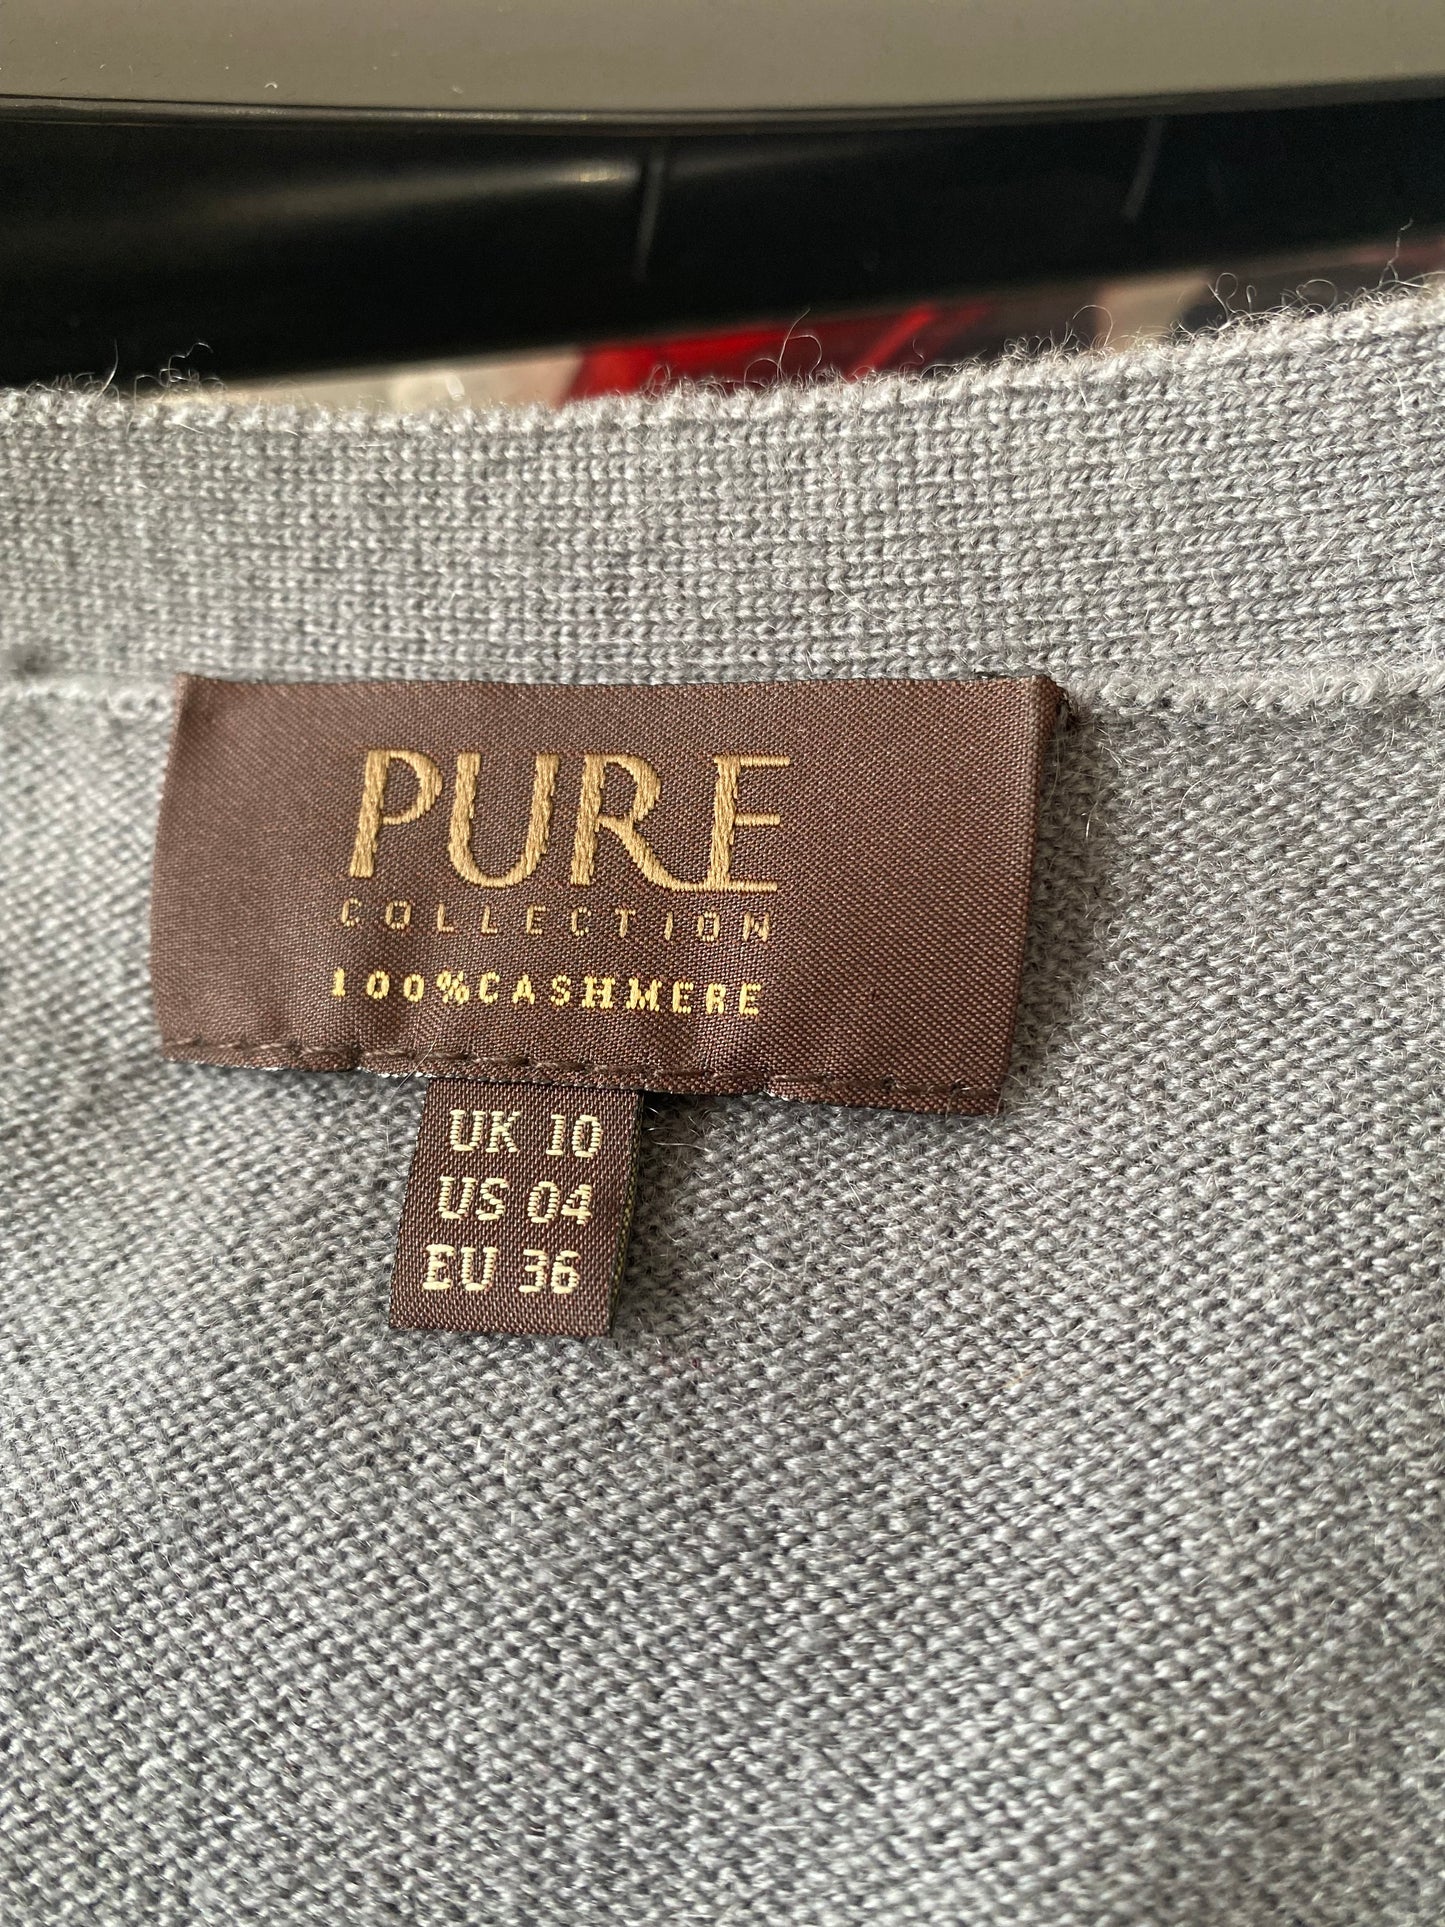 PURE
COLLECTION
100%CASHMERE
UK 10
US 04
EU 36